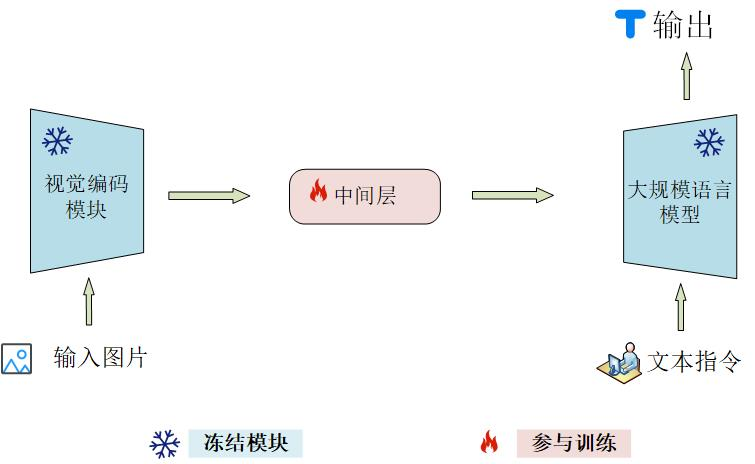 输出
视觉编码
模块
中间层
大规模语言
模型
输入图片
文本指令
冻结模块
参与训练